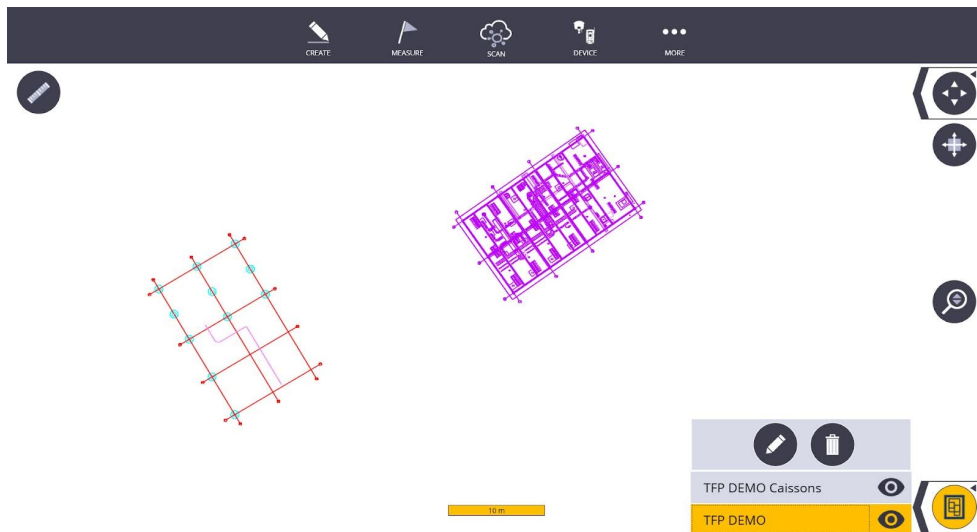 CREATE
MEASURE
SCAN
DEVICE
MORE
10 m
TFP DEMO Caissons
TFP DEMO